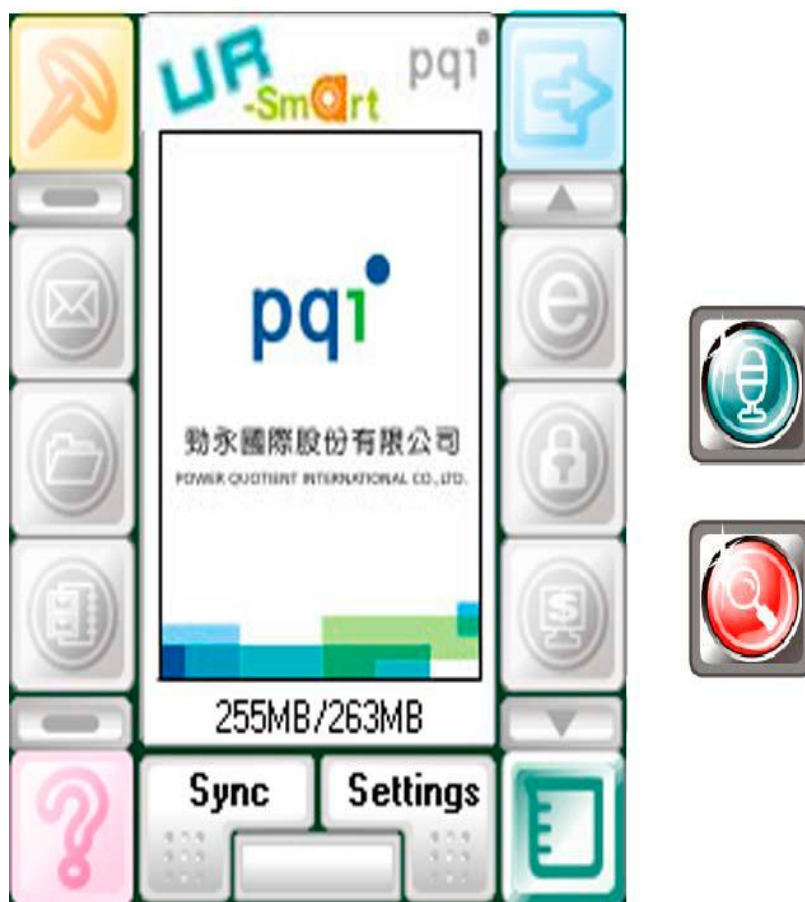 UR
-Smart
pqi®
pqi
勁永國際股份有限公司
POWER QUOTIENT INTERNATIONAL CO., LTD.
e
$
255MB/263MB
Sync
Settings
?